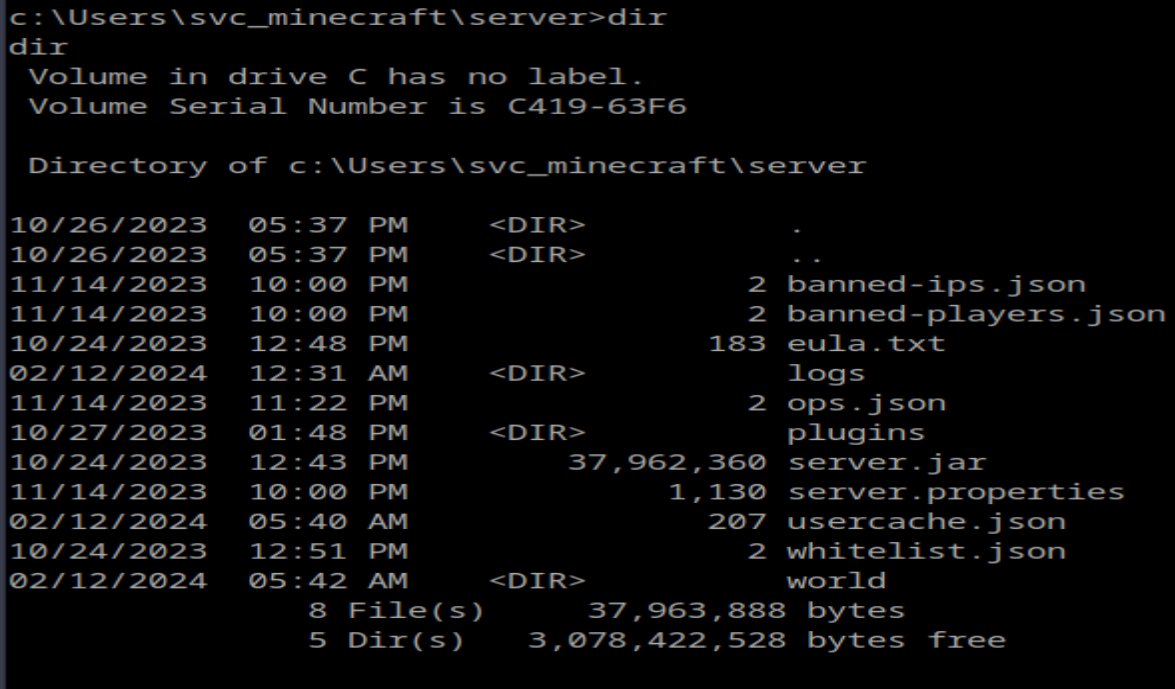 c:\Users\svc_minecraft\server>dir
dir
 Volume in drive C has no label.
 Volume Serial Number is C419-63F6

 Directory of c:\Users\svc_minecraft\server

10/26/2023  05:37 PM    <DIR>          .
10/26/2023  05:37 PM    <DIR>          ..
11/14/2023  10:00 PM                 2 banned-ips.json
11/14/2023  10:00 PM                 2 banned-players.json
10/24/2023  12:48 PM               183 eula.txt
02/12/2024  12:31 AM    <DIR>          logs
11/14/2023  11:22 PM                 2 ops.json
10/27/2023  01:48 PM    <DIR>          plugins
10/24/2023  12:43 PM        37,962,360 server.jar
11/14/2023  10:00 PM             1,130 server.properties
02/12/2024  05:40 AM               207 usercache.json
10/24/2023  12:51 PM                 2 whitelist.json
02/12/2024  05:42 AM    <DIR>          world
               8 File(s)     37,963,888 bytes
               5 Dir(s)   3,078,422,528 bytes free